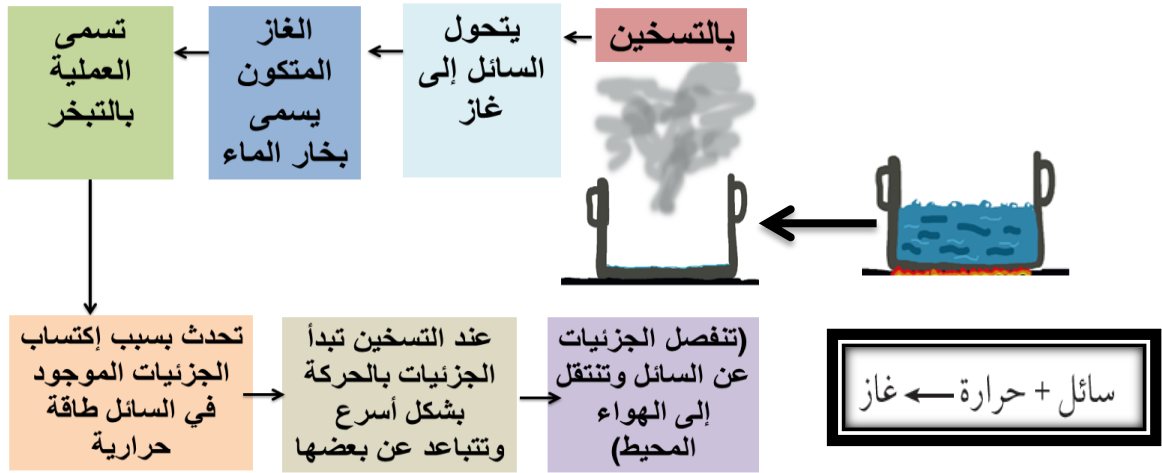 بالتسخين
يتحول
السائل إلى
غاز
الغاز
المتكون
يسمى
بخار الماء
تسمى
العملية
بالتبخر
تحدث بسبب إكتساب
الجزئيات الموجود
في السائل طاقة
حرارية
عند التسخين تبدأ
الجزئيات بالحركة
بشكل أسرع
وتتباعد عن بعضها
(تنفصل الجزئيات
عن السائل وتنتقل
إلى الهواء
المحيط)
سائل + حرارة ← غاز